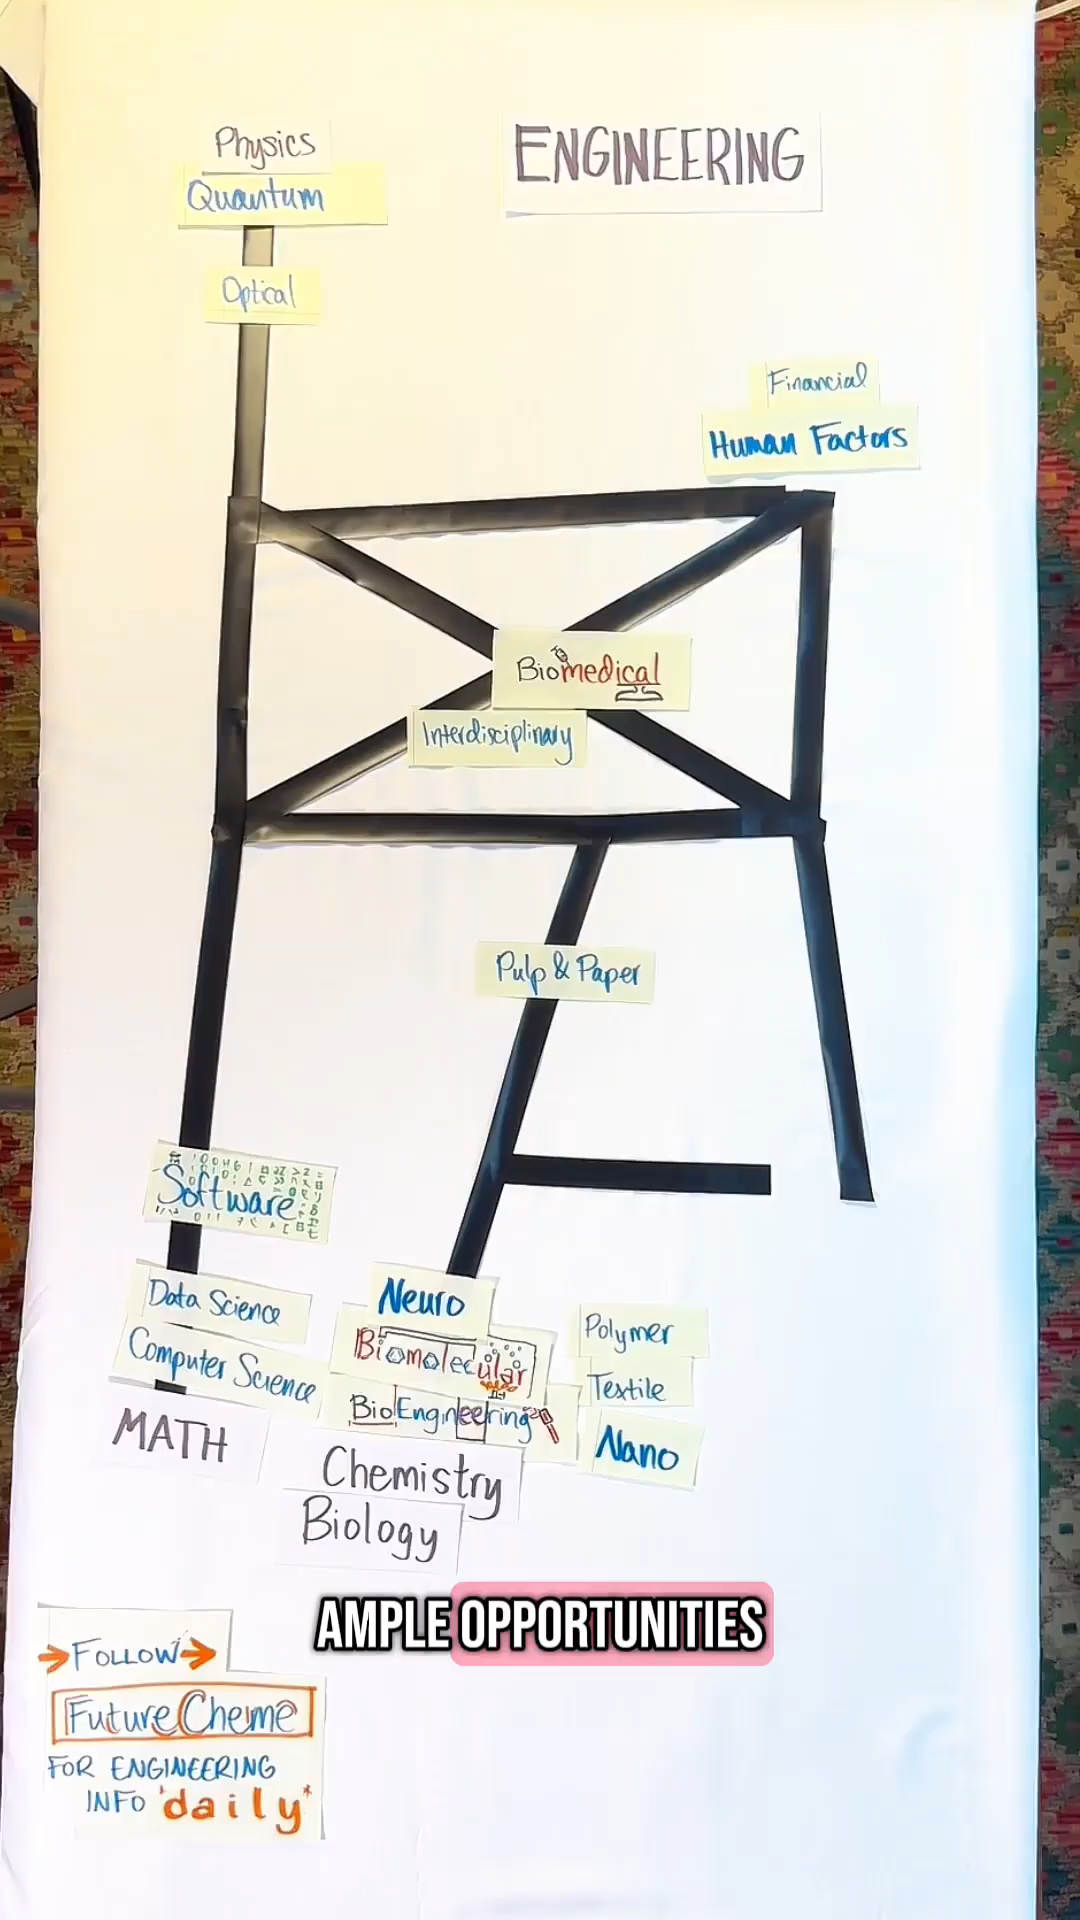 Physics
ENGINEERING
Quantum
Optical
Financial
Human Factors
Biomedical
Interdisciplinary
Pulp & Paper
Software
Data Science
Computer Science
MATH
Neuro
Biomolecular
BioEngineering
Chemistry
Biology
Polymer
Textile
Nano
AMPLE OPPORTUNITIES
FOLLOW
FutureCheme
FOR ENGINEERING
INFO "daily"